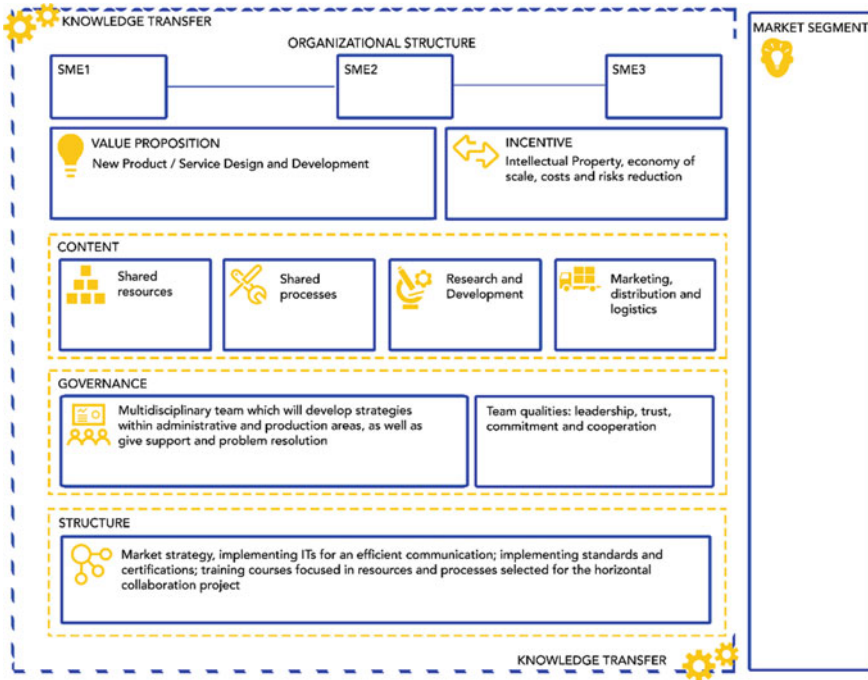 KNOWLEDGE TRANSFER
MARKET SEGMENT
ORGANIZATIONAL STRUCTURE
SME1
SME2
SME3
VALUE PROPOSITION
New Product / Service Design and Development
INCENTIVE
Intellectual Property, economy of
scale, costs and risks reduction
CONTENT
Shared
resources
Shared
processes
Research and
Development
Marketing,
distribution and
logistics
GOVERNANCE
Multidisciplinary team which will develop strategies
within administrative and production areas, as well as
give support and problem resolution
Team qualities: leadership, trust,
commitment and cooperation
STRUCTURE
Market strategy, implementing ITs for an efficient communication; implementing standards and
certifications; training courses focused in resources and processes selected for the horizontal
collaboration project
KNOWLEDGE TRANSFER